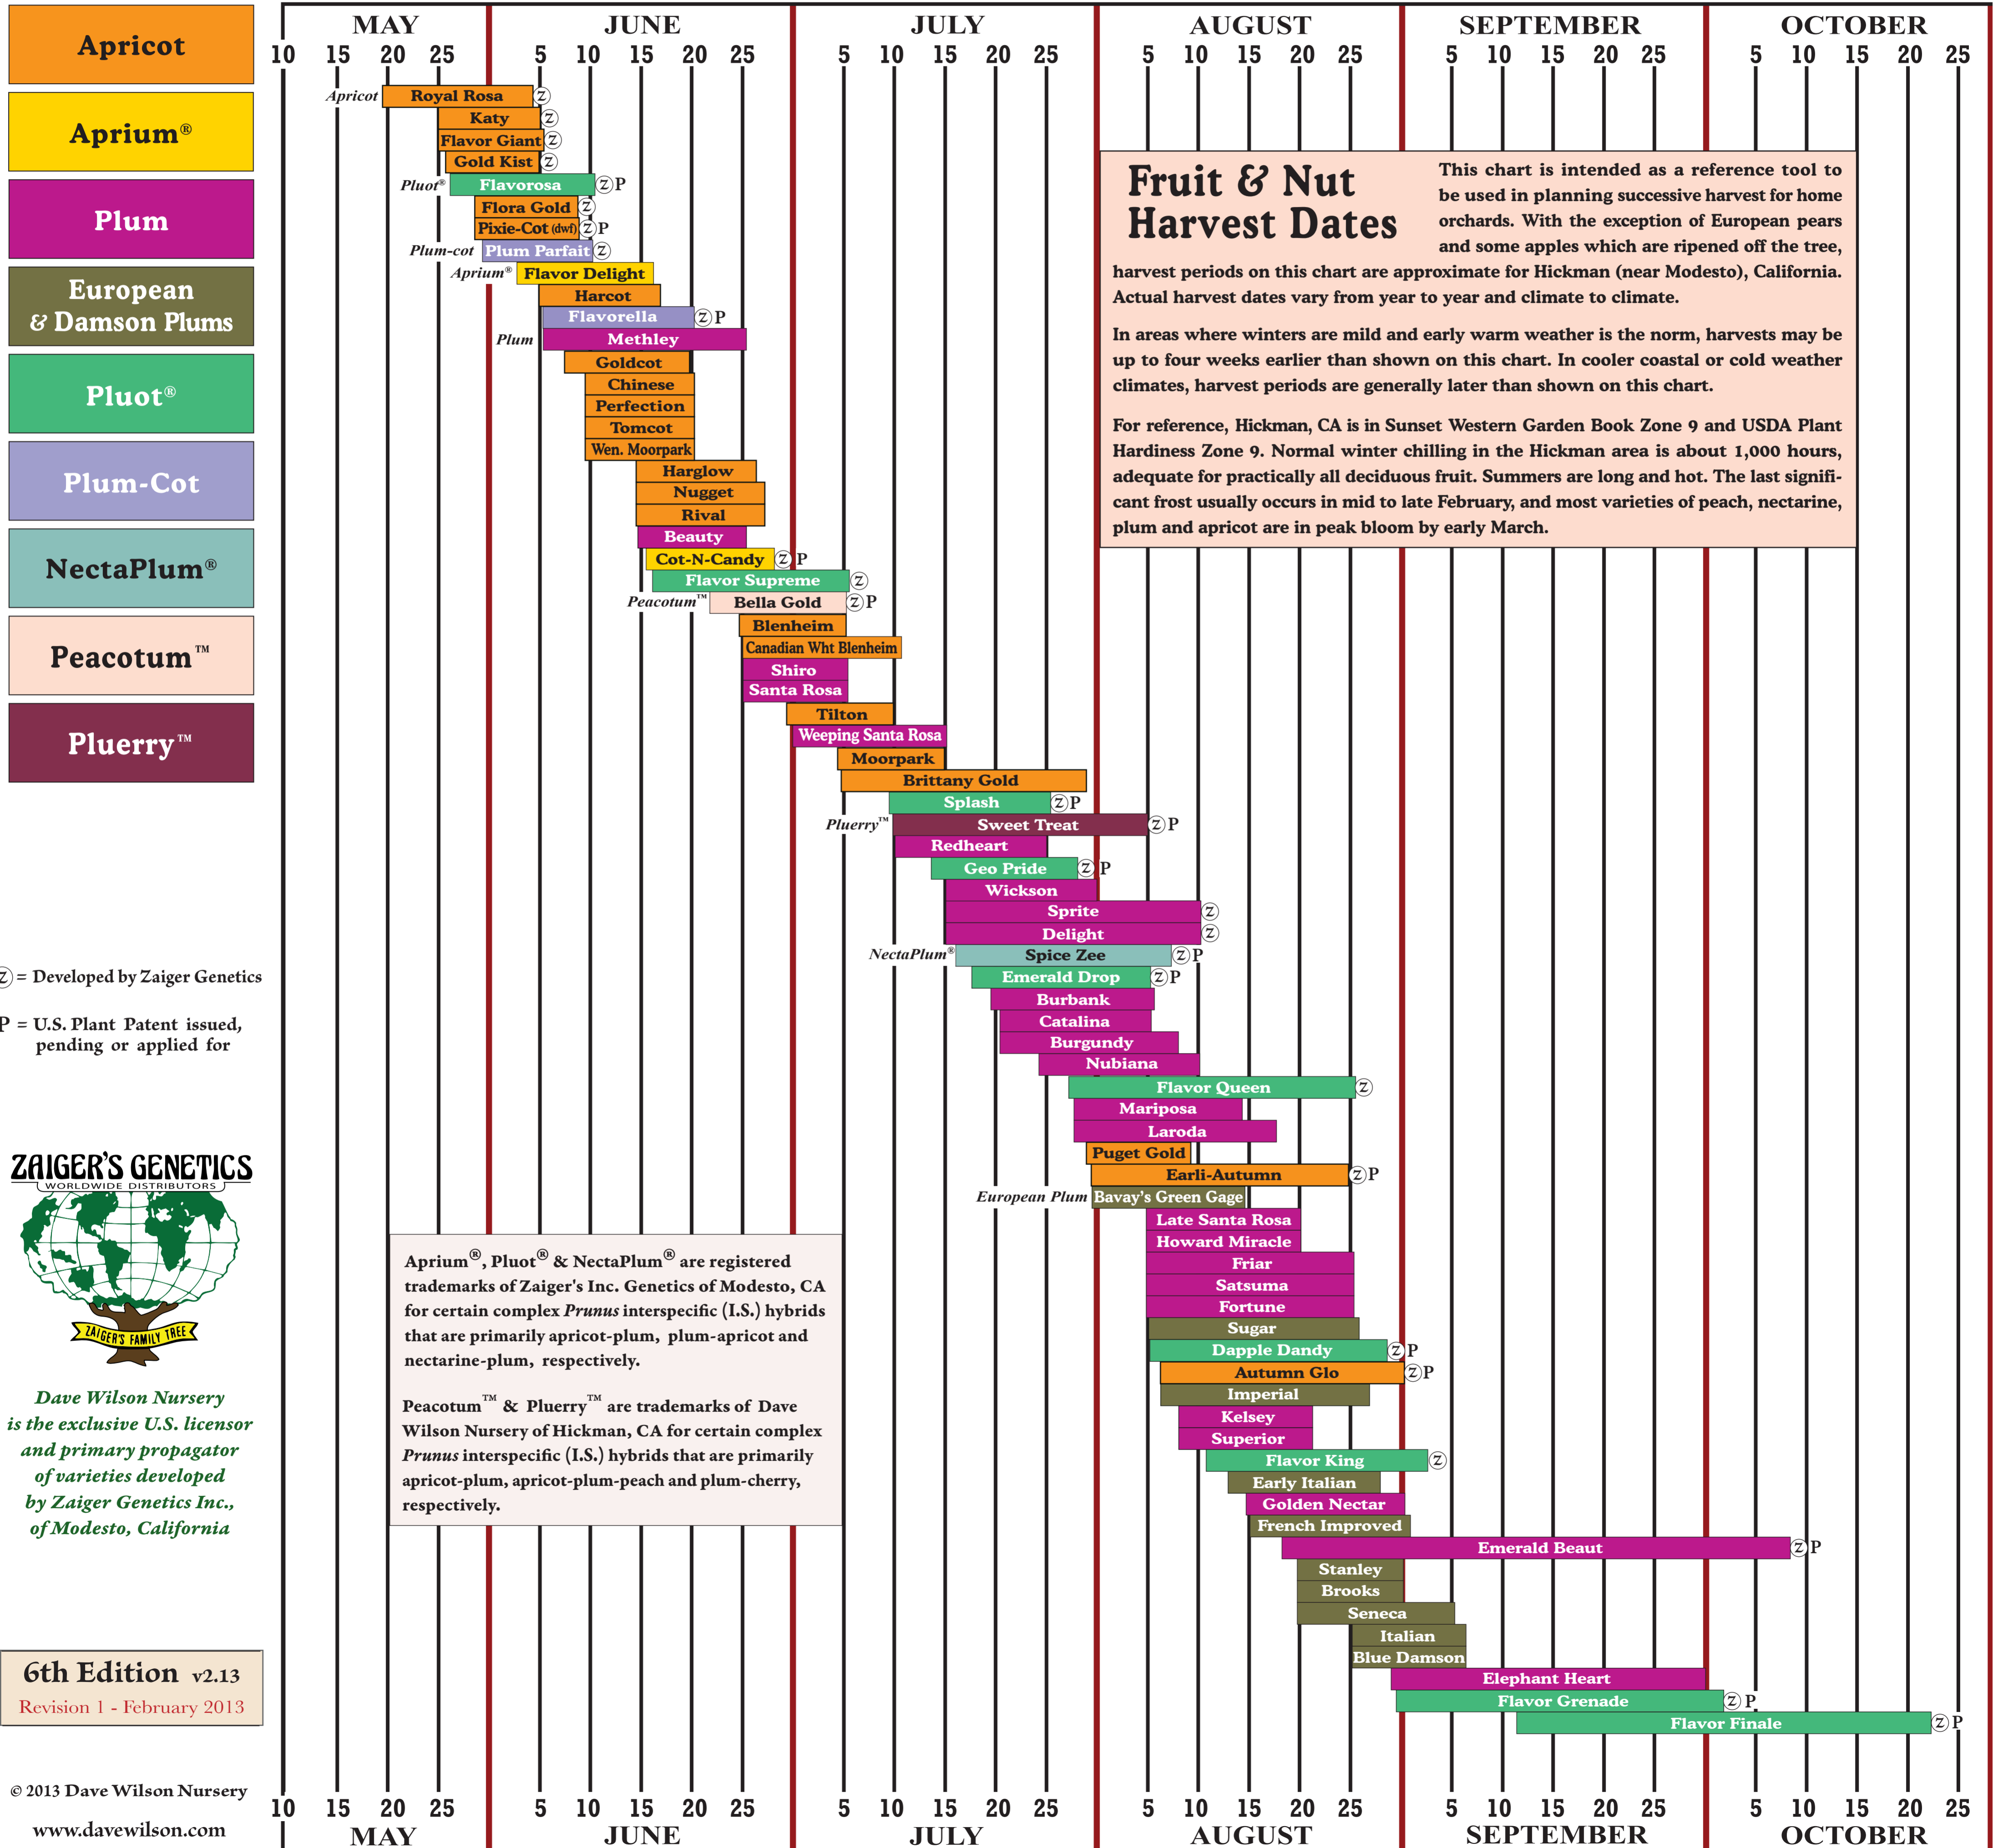 MAY JUNE JULY AUGUST SEPTEMBER OCTOBER
10 15 20 25 5 10 15 20 25 5 10 15 20 25 5 10 15 20 25 5 10 15 20 25 5 10 15 20 25
Apricot
Aprium®
Plum
European
& Damson Plums
Pluot®
Plum-Cot
NectaPlum®
Peacotum™
Pluerry™
Ⓩ = Developed by Zaiger Genetics
P = U.S. Plant Patent issued,
pending or applied for
ZAIGER'S GENETICS
WORLDWIDE DISTRIBUTORS
ZAIGER'S FAMILY TREE
Dave Wilson Nursery
is the exclusive U.S. licensor
and primary propagator
of varieties developed
by Zaiger Genetics Inc.,
of Modesto, California
6th Edition v2.13
Revision 1 - February 2013
© 2013 Dave Wilson Nursery
www.davewilson.com
Apricot Royal Rosa Ⓩ
Katy Ⓩ
Flavor Giant Ⓩ
Gold Kist Ⓩ
Pluot® Flavorosa Ⓩ P
Flora Gold Ⓩ
Pixie-Cot (dwf) Ⓩ P
Plum-cot Plum Parfait Ⓩ
Aprium® Flavor Delight
Harcot
Flavorella Ⓩ P
Plum Methley
Goldcot
Chinese
Perfection
Tomcot
Wen. Moorpark
Harglow
Nugget
Rival
Beauty
Cot-N-Candy Ⓩ P
Flavor Supreme Ⓩ
Peacotum™ Bella Gold Ⓩ P
Blenheim
Canadian Wht Blenheim
Shiro
Santa Rosa
Tilton
Weeping Santa Rosa
Moorpark
Brittany Gold
Splash Ⓩ P
Pluerry™ Sweet Treat Ⓩ P
Redheart
Geo Pride Ⓩ P
Wickson
Sprite Ⓩ
Delight Ⓩ
NectaPlum® Spice Zee Ⓩ P
Emerald Drop Ⓩ P
Burbank
Catalina
Burgundy
Nubiana
Flavor Queen Ⓩ
Mariposa
Laroda
Puget Gold
Earli-Autumn Ⓩ P
European Plum Bavay's Green Gage
Late Santa Rosa
Howard Miracle
Friar
Satsuma
Fortune
Sugar
Dapple Dandy Ⓩ P
Autumn Glo Ⓩ P
Imperial
Kelsey
Superior
Flavor King Ⓩ
Early Italian
Golden Nectar
French Improved
Emerald Beaut Ⓩ P
Stanley
Brooks
Seneca
Italian
Blue Damson
Elephant Heart
Flavor Grenade Ⓩ P
Flavor Finale Ⓩ P
Fruit & Nut
Harvest Dates
This chart is intended as a reference tool to
be used in planning successive harvest for home
orchards. With the exception of European pears
and some apples which are ripened off the tree,
harvest periods on this chart are approximate for Hickman (near Modesto), California.
Actual harvest dates vary from year to year and climate to climate.
In areas where winters are mild and early warm weather is the norm, harvests may be
up to four weeks earlier than shown on this chart. In cooler coastal or cold weather
climates, harvest periods are generally later than shown on this chart.
For reference, Hickman, CA is in Sunset Western Garden Book Zone 9 and USDA Plant
Hardiness Zone 9. Normal winter chilling in the Hickman area is about 1,000 hours,
adequate for practically all deciduous fruit. Summers are long and hot. The last signifi-
cant frost usually occurs in mid to late February, and most varieties of peach, nectarine,
plum and apricot are in peak bloom by early March.
Aprium®, Pluot® & NectaPlum® are registered
trademarks of Zaiger's Inc. Genetics of Modesto, CA
for certain complex Prunus interspecific (I.S.) hybrids
that are primarily apricot-plum, plum-apricot and
nectarine-plum, respectively.
Peacotum™ & Pluerry™ are trademarks of Dave
Wilson Nursery of Hickman, CA for certain complex
Prunus interspecific (I.S.) hybrids that are primarily
apricot-plum, apricot-plum-peach and plum-cherry,
respectively.
10 15 20 25 5 10 15 20 25 5 10 15 20 25 5 10 15 20 25 5 10 15 20 25 5 10 15 20 25
MAY JUNE JULY AUGUST SEPTEMBER OCTOBER